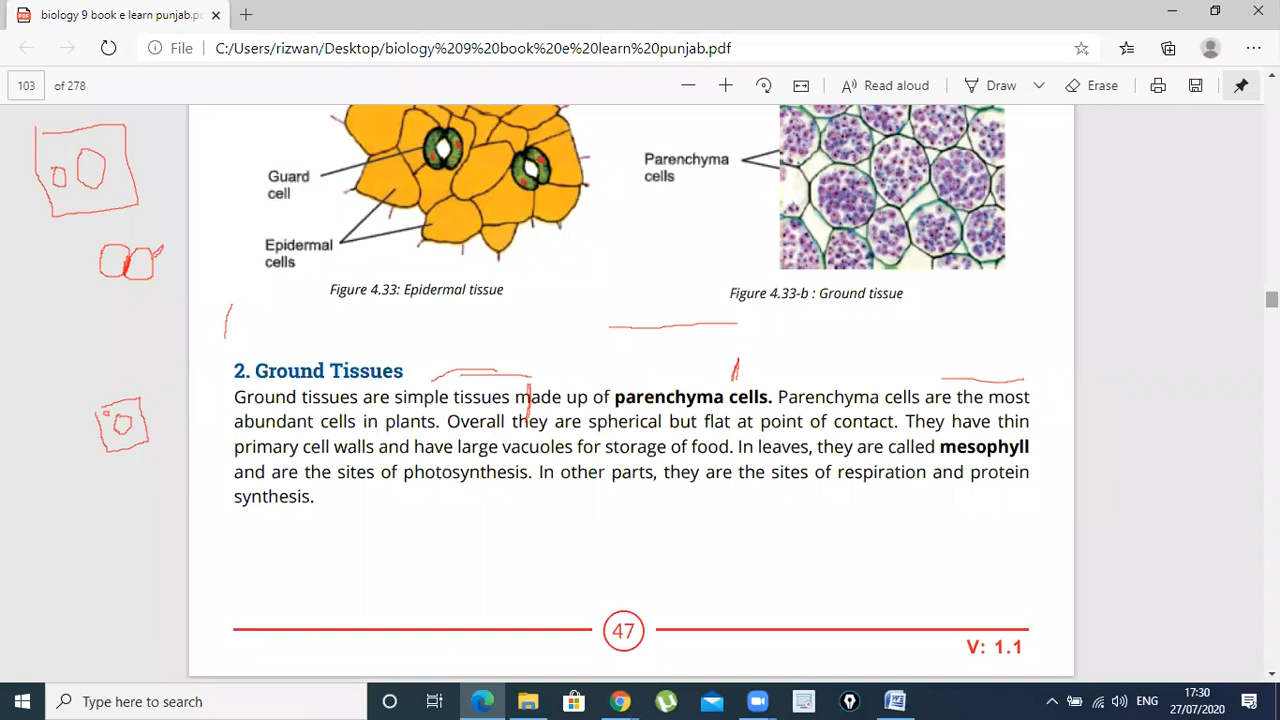 biology 9 book e learn punjab.pc
File
C:/Users/rizwan/Desktop/biology%209%20book%20e%20learn%20punjab.pdf
103 of 278
Read aloud
Draw
Erase
Guard
cell
Epidermal
cells
Parenchyma
cells
Figure 4.33: Epidermal tissue
Figure 4.33-b : Ground tissue
2. Ground Tissues
Ground tissues are simple tissues made up of parenchyma cells. Parenchyma cells are the most
abundant cells in plants. Overall they are spherical but flat at point of contact. They have thin
primary cell walls and have large vacuoles for storage of food. In leaves, they are called mesophyll
and are the sites of photosynthesis. In other parts, they are the sites of respiration and protein
synthesis.
47
V: 1.1
Type here to search
ENG
17:30
27/07/2020